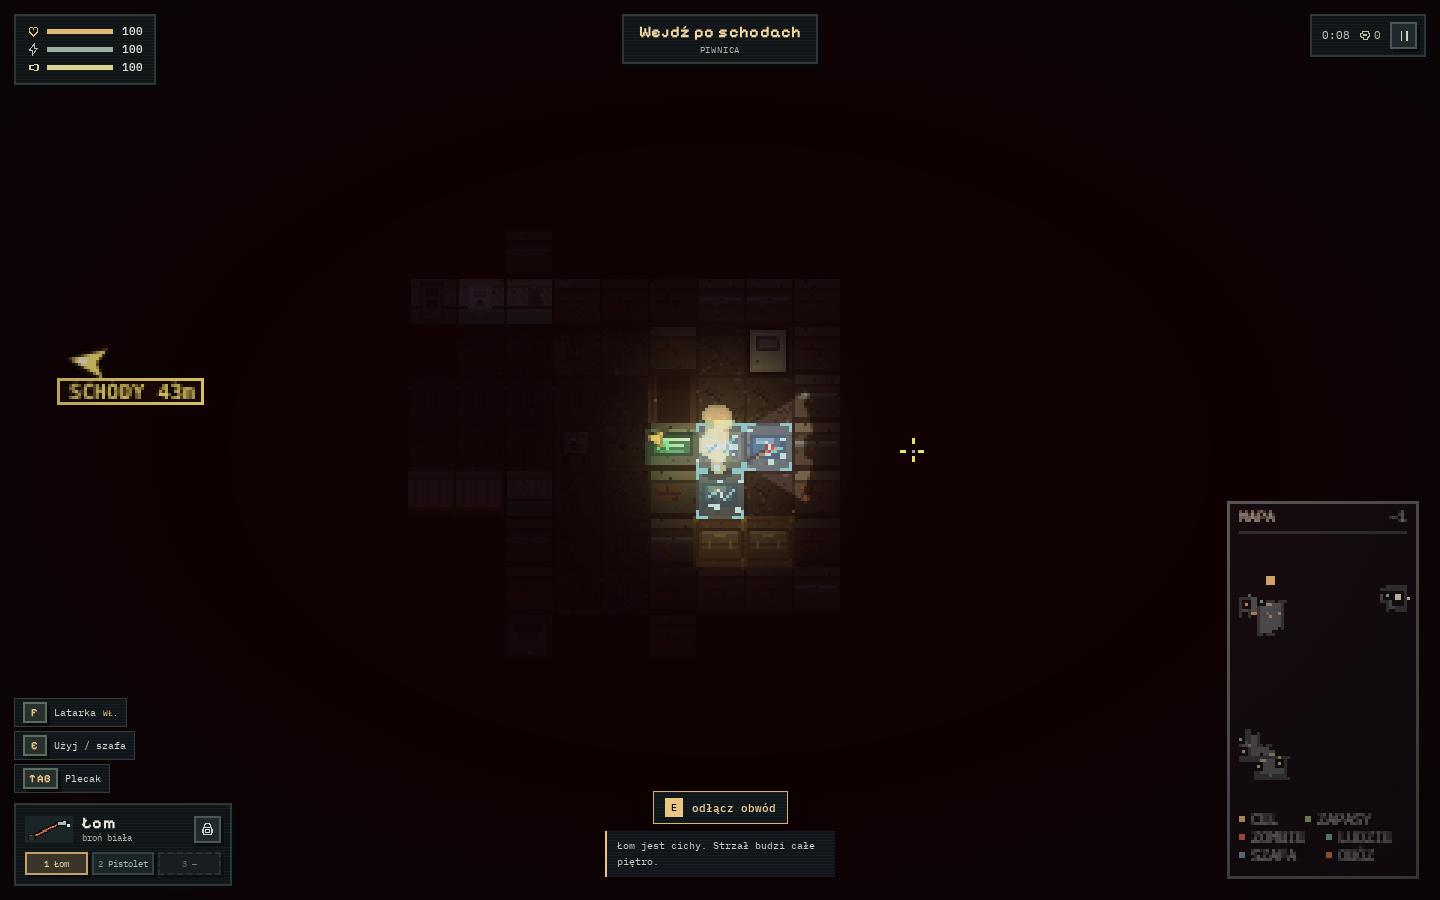 100
100
100
Wejdź po schodach
PIWNICA
0:08
0
SCHODY 43m
MAPA -1
CEL ZAPASY
ZOMBIE LUDZIE
SZAFA OBÓZ
F Latarka WŁ.
E Użyj / szafa
TAB Plecak
Łom
broń biała
1 Łom 2 Pistolet 3 —
E odłącz obwód
Łom jest cichy. Strzał budzi całe
piętro.